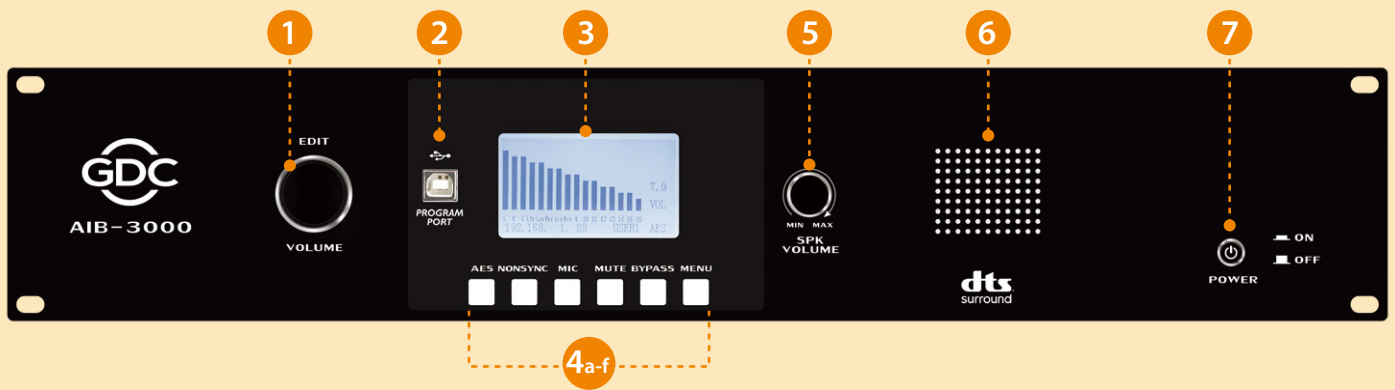 1
2
3
5
6
7
GDC
AIB-3000
EDIT
VOLUME
PROGRAM
PORT
7.0
VOL
192.168. 1. 88 USER1 AES
AES NONSYNC MIC MUTE BYPASS MENU
4a-f
MIN MAX
SPK
VOLUME
dts
surround
POWER
ON
OFF